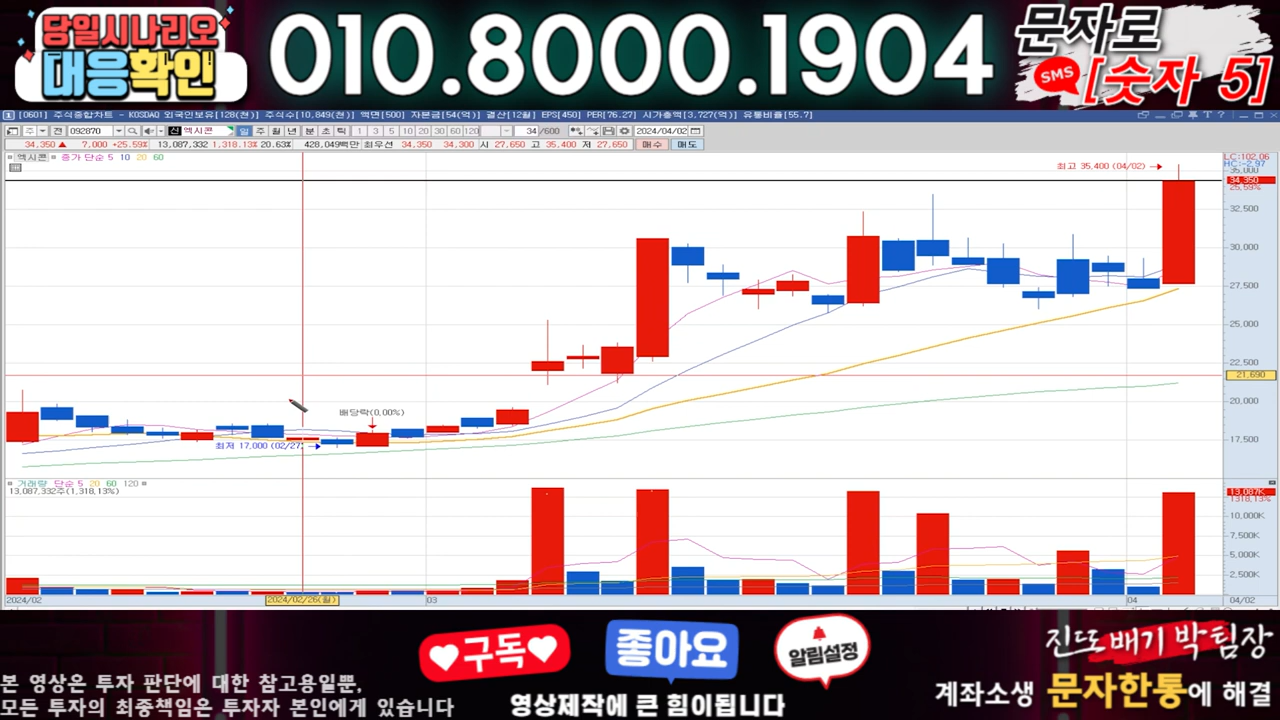 당일시나리오
대응확인
010.8000.1904
문자로
SMS
[숫자 5]
[0601] 주식종합차트 - KOSDAQ 외국인보유[128(천)] 주식수[10,849(천)] 액면[500] 자본금[54(억)] 결산[12월] EPS[450] PER[76.27] 시가총액[3,727(억)] 유통비율[55.7]
주 전 092870 신 엑시콘 일 주 월 년 분 초 틱 1 3 5 10 20 30 60 120 34 /600 2024/04/02
34,350 ▲ 7,000 +25.59% 13,087,332 1,318.13% 20.63% 428,049백만 최우선 34,350 34,300 시 27,650 고 35,400 저 27,650 매수 매도
엑시콘 종가 단순 5 10 20 60
최고 35,400 (04/02)
LC:102.06
HC:-2.97
35,000
34,350
25.59%
32,500
30,000
27,500
25,000
22,500
21,690
20,000
17,500
배당락(0.00%)
최저 17,000 (02/27)
거래량 단순 5 20 60 120
13,087,332주(1,318.13%)
13,087K
1318.13%
10,000K
7,500K
5,000K
2,500K
2024/02
2024/02/26(월)
03
04
04/02
구독
좋아요
알림설정
영상제작에 큰 힘이됩니다
본 영상은 투자 판단에 대한 참고용일뿐,
모든 투자의 최종책임은 투자자 본인에게 있습니다
진또배기 박팀장
계좌소생 문자한통에 해결